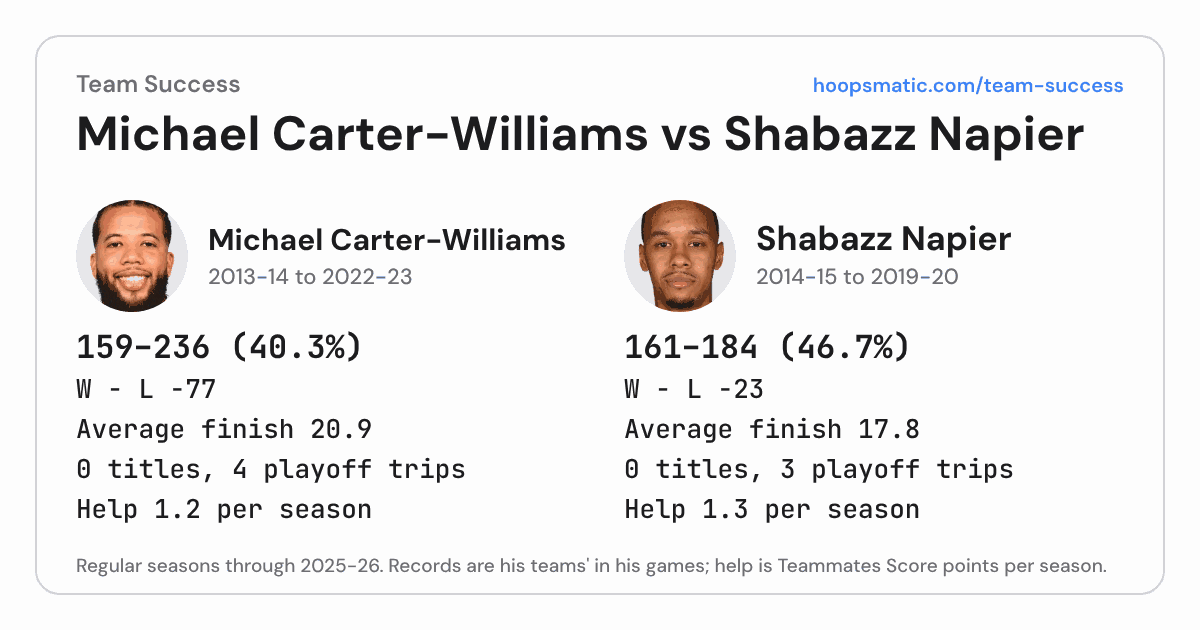 Team Success
hoopsmatic.com/team-success
Michael Carter-Williams vs Shabazz Napier
Michael Carter-Williams
2013-14 to 2022-23
159-236 (40.3%)
W - L -77
Average finish 20.9
0 titles, 4 playoff trips
Help 1.2 per season
Shabazz Napier
2014-15 to 2019-20
161-184 (46.7%)
W - L -23
Average finish 17.8
0 titles, 3 playoff trips
Help 1.3 per season
Regular seasons through 2025-26. Records are his teams' in his games; help is Teammates Score points per season.